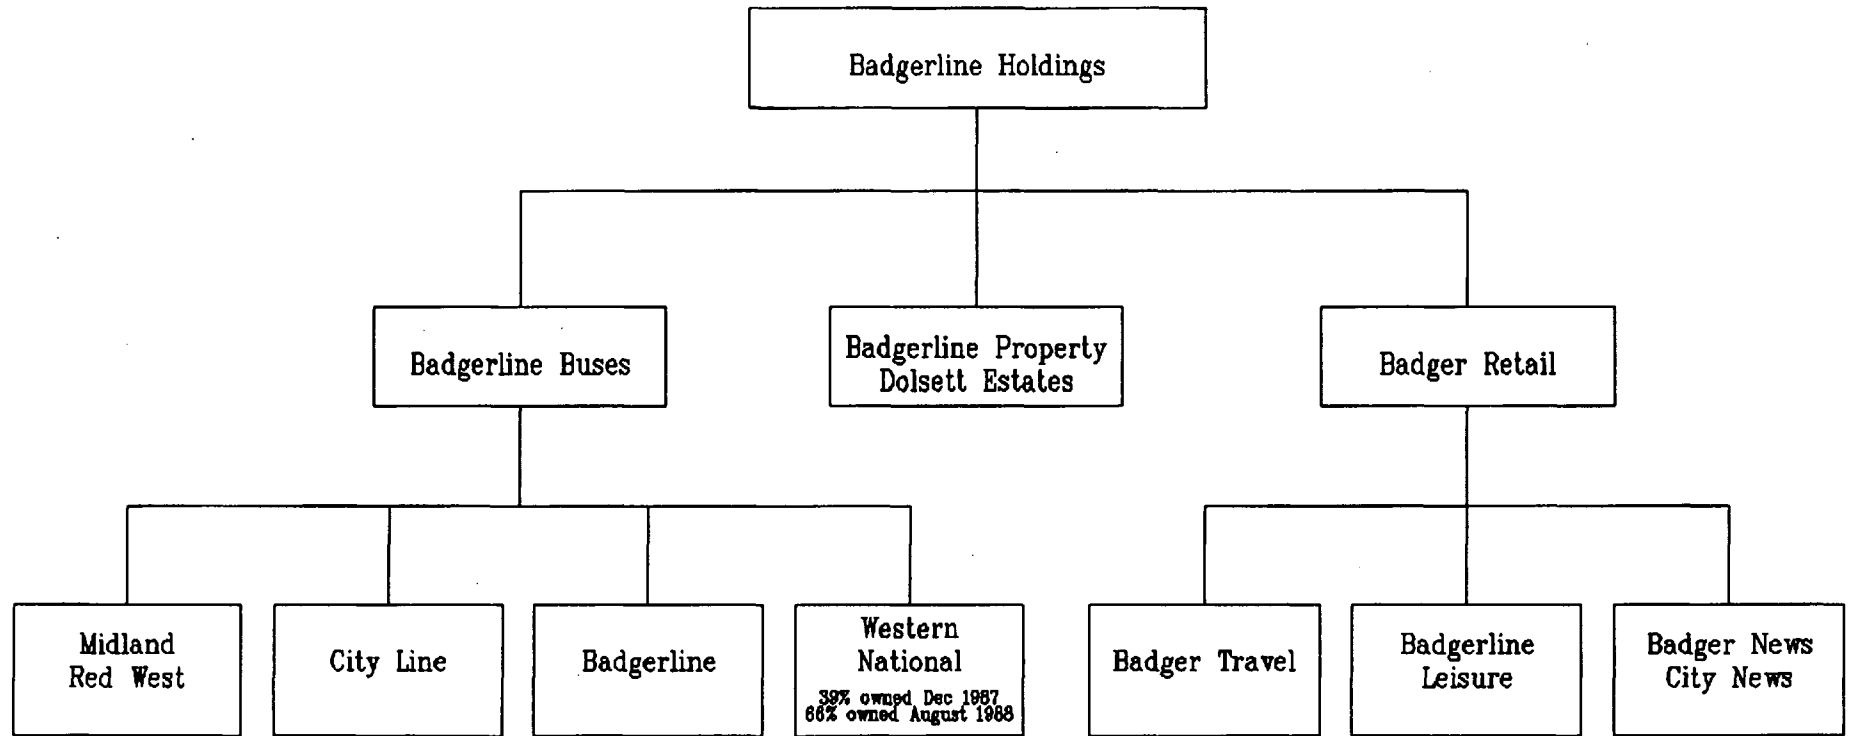 Badgerline Holdings
Badgerline Buses
Badgerline Property
Dolsett Estates
Badger Retail
Midland
Red West
City Line
Badgerline
Western
National
39% owned Dec 1987
66% owned August 1988
Badger Travel
Badgerline
Leisure
Badger News
City News